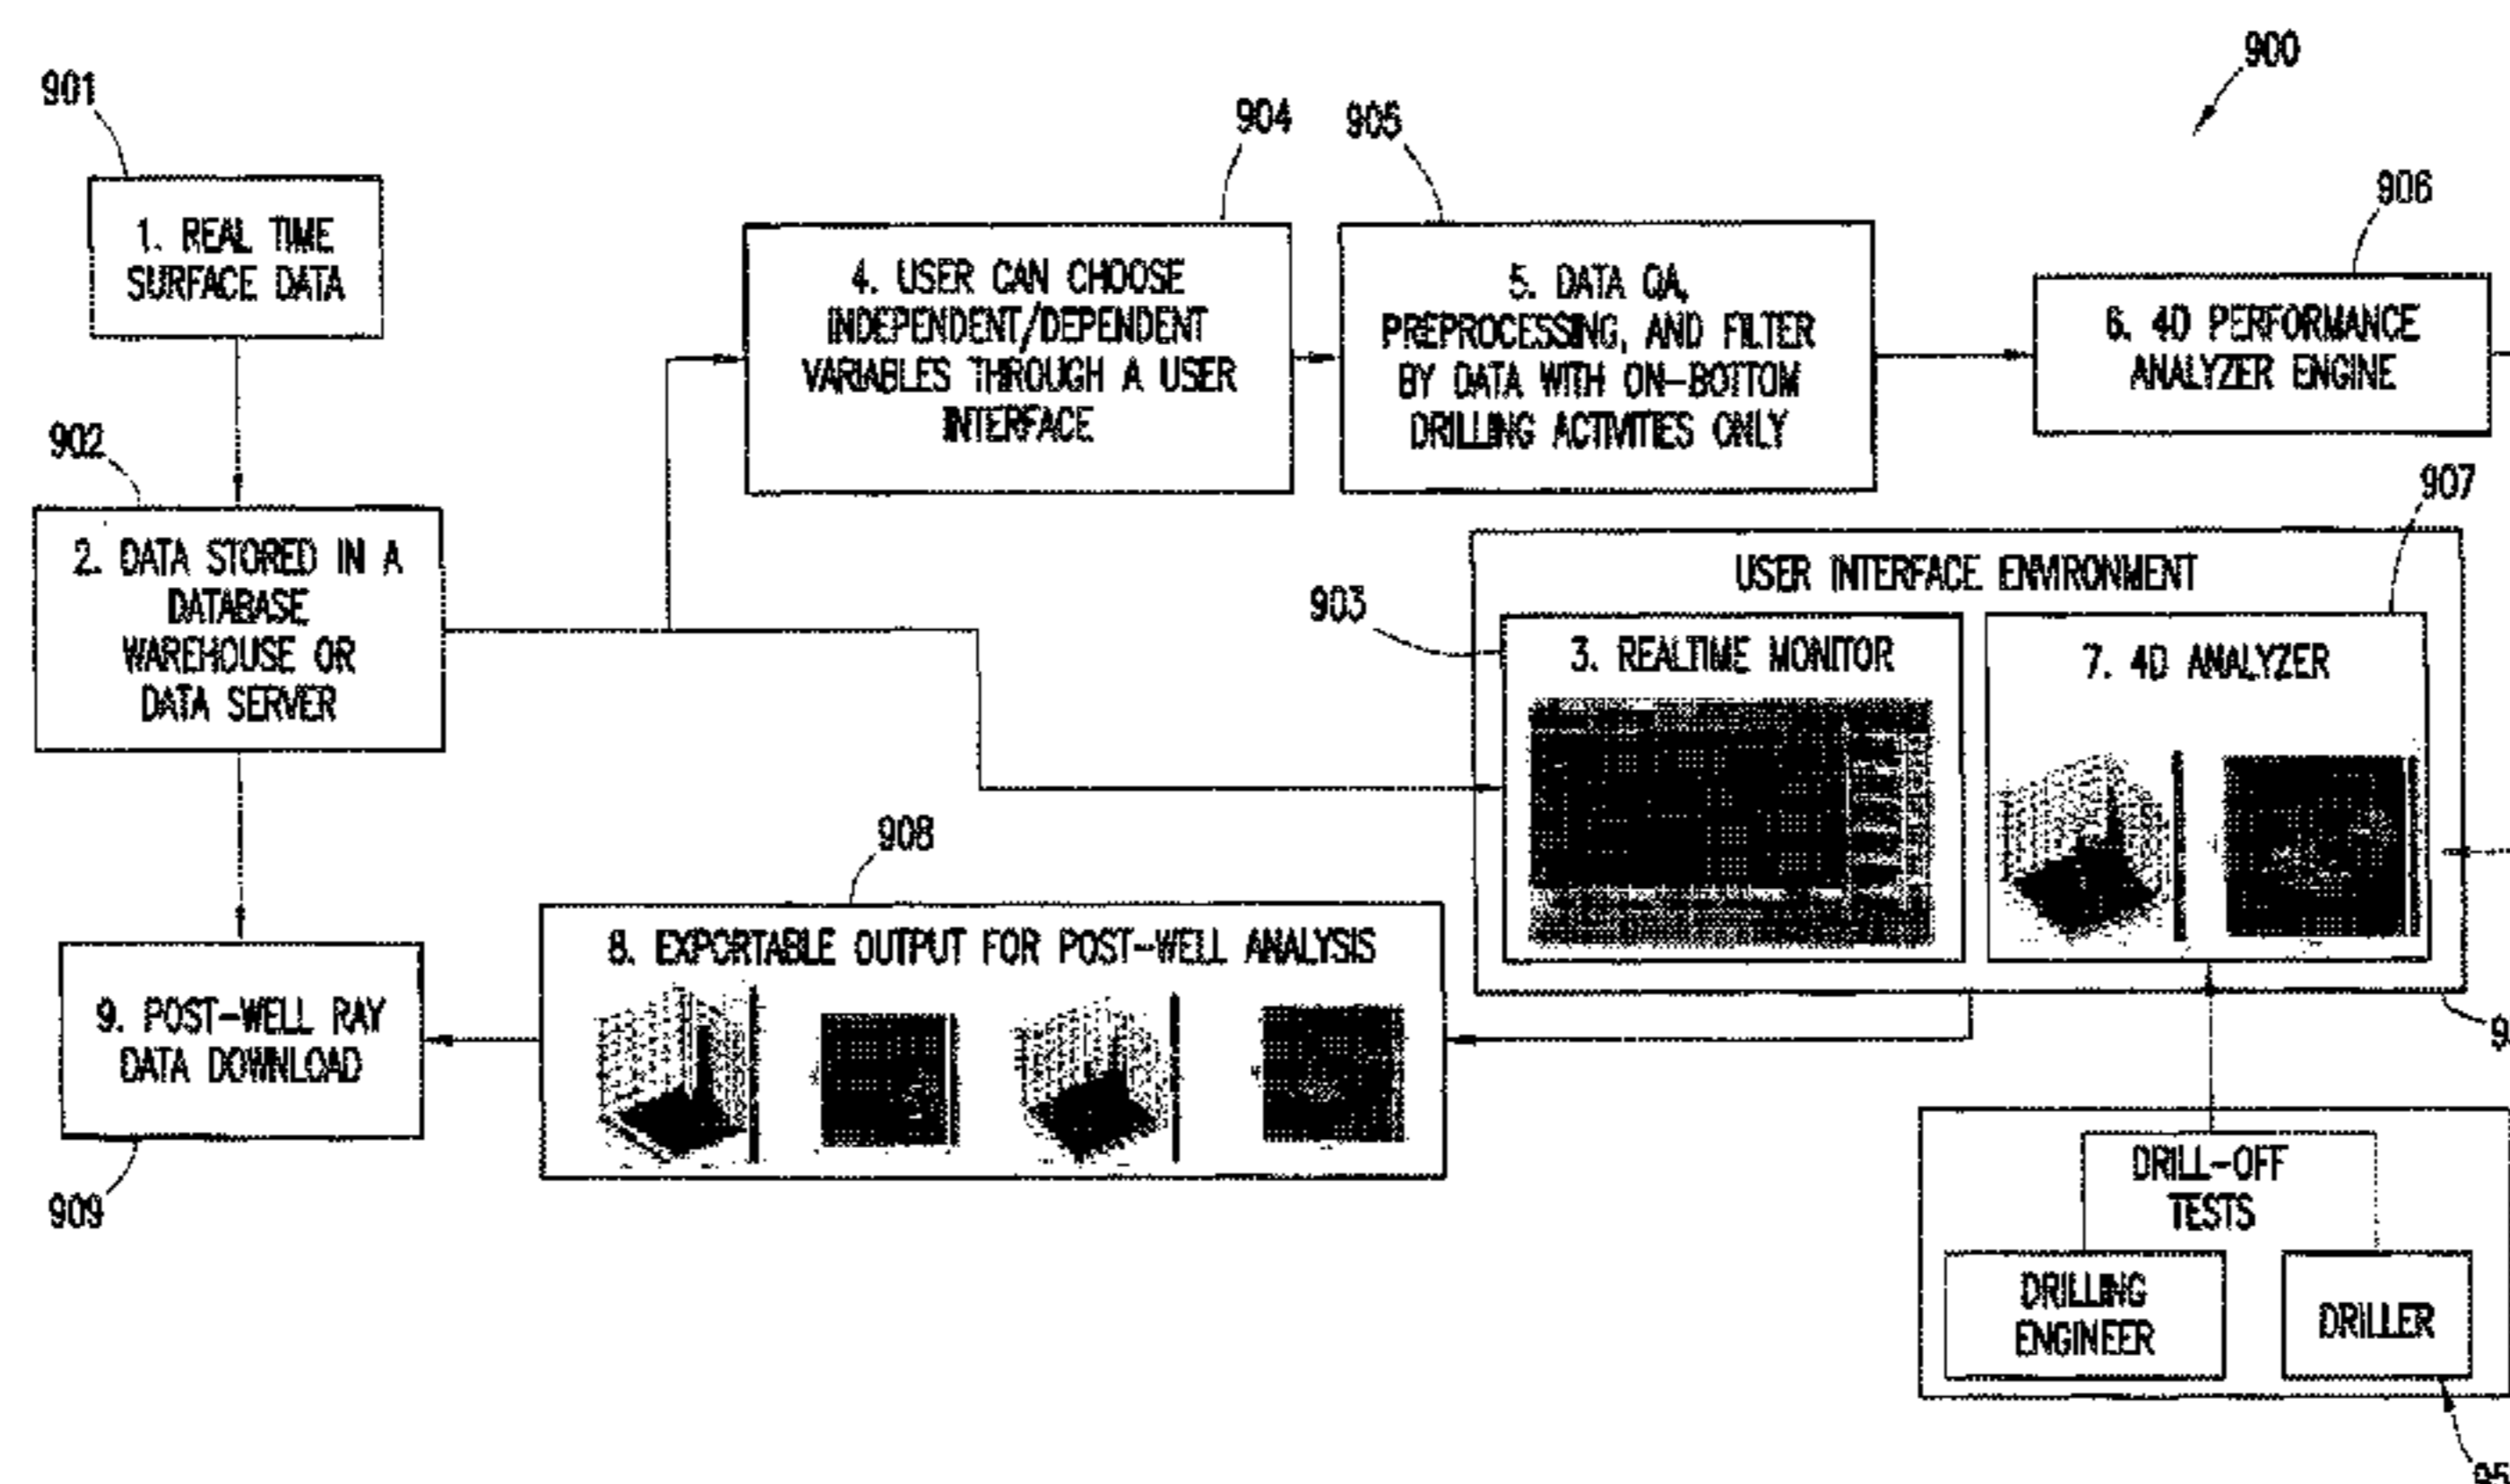 900
901
1. REAL TIME
SURFACE DATA
902
2. DATA STORED IN A
DATABASE
WAREHOUSE OR
DATA SERVER
904
4. USER CAN CHOOSE
INDEPENDENT/DEPENDENT
VARIABLES THROUGH A USER
INTERFACE
905
5. DATA QA,
PREPROCESSING, AND FILTER
BY DATA WITH ON-BOTTOM
DRILLING ACTIVITIES ONLY
906
6. 4D PERFORMANCE
ANALYZER ENGINE
907
USER INTERFACE ENVIRONMENT
903
3. REALTIME MONITOR
7. 4D ANALYZER
908
8. EXPORTABLE OUTPUT FOR POST-WELL ANALYSIS
9. POST-WELL RAY
DATA DOWNLOAD
909
DRILL-OFF
TESTS
DRILLING
ENGINEER
DRILLER